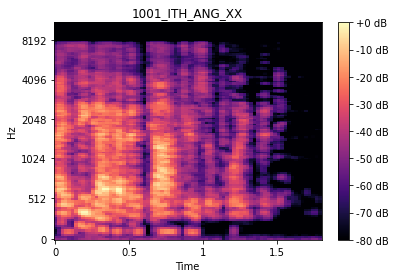 1001_ITH_ANG_XX
Hz
8192
4096
2048
1024
512
0
0
0.5
1
1.5
Time
+0 dB
-10 dB
-20 dB
-30 dB
-40 dB
-50 dB
-60 dB
-70 dB
-80 dB